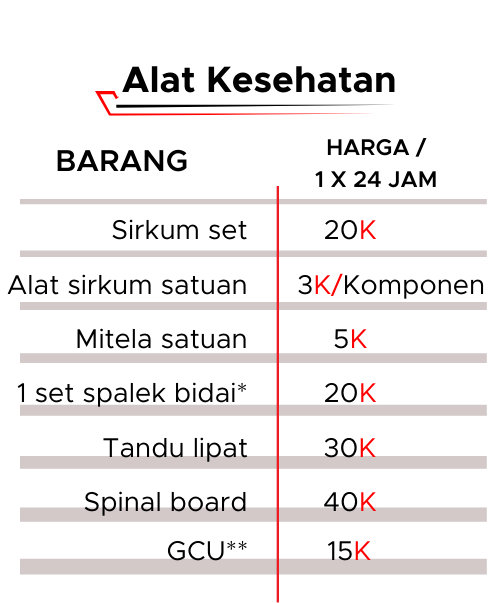 Alat Kesehatan
BARANG
HARGA /
1 X 24 JAM
Sirkum set 20K
Alat sirkum satuan 3K/Komponen
Mitela satuan 5K
1 set spalek bidai* 20K
Tandu lipat 30K
Spinal board 40K
GCU** 15K